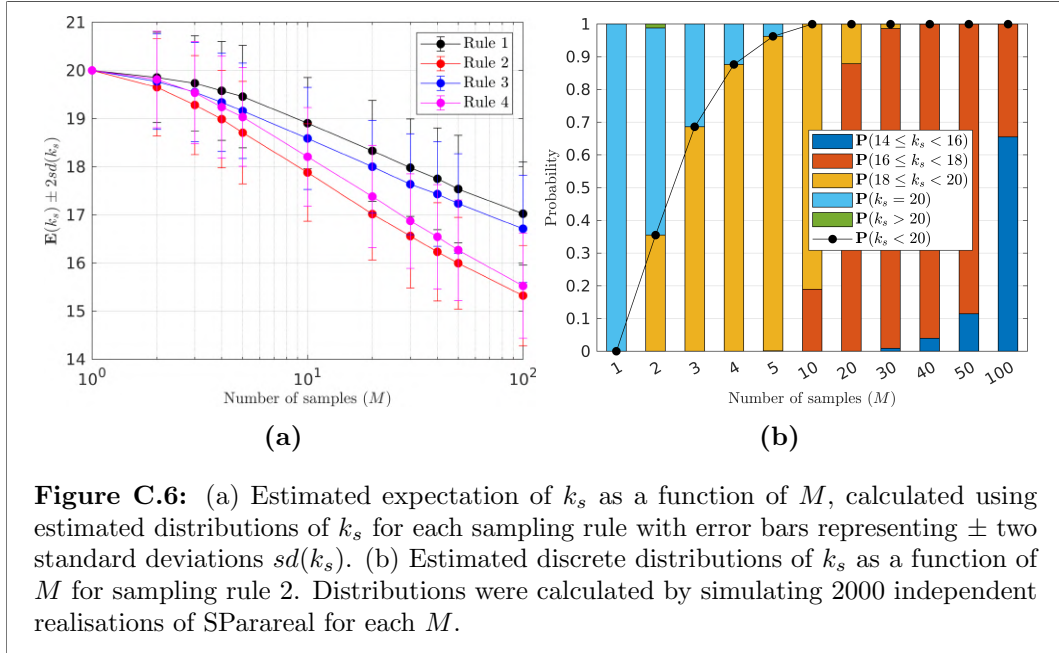 21
20
19
18
17
16
15
14
E(k_s) ± 2sd(k_s)
Rule 1
Rule 2
Rule 3
Rule 4
10^0
10^1
10^2
Number of samples (M)
(a)
1
0.9
0.8
0.7
0.6
0.5
0.4
0.3
0.2
0.1
0
Probability
P(14 ≤ k_s < 16)
P(16 ≤ k_s < 18)
P(18 ≤ k_s < 20)
P(k_s = 20)
P(k_s > 20)
P(k_s < 20)
1
2
3
4
5
10
20
30
40
50
100
Number of samples (M)
(b)
Figure C.6: (a) Estimated expectation of k_s as a function of M, calculated using
estimated distributions of k_s for each sampling rule with error bars representing ± two
standard deviations sd(k_s). (b) Estimated discrete distributions of k_s as a function of
M for sampling rule 2. Distributions were calculated by simulating 2000 independent
realisations of SParareal for each M.